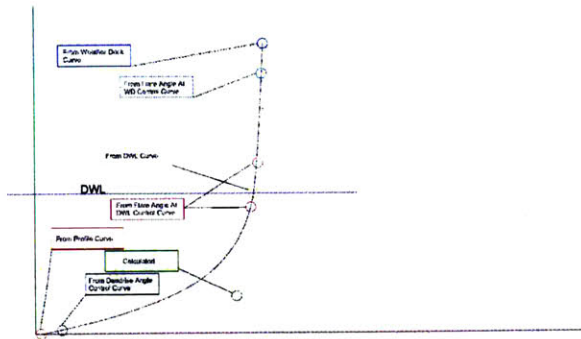 From Weather Deck
Curve
From Flare Angle At
WD Control Curve
From DWL Curve
DWL
From Flare Angle At
DWL Control Curve
From Profile Curve
Calculated
From Deadrise Angle
Control Curve